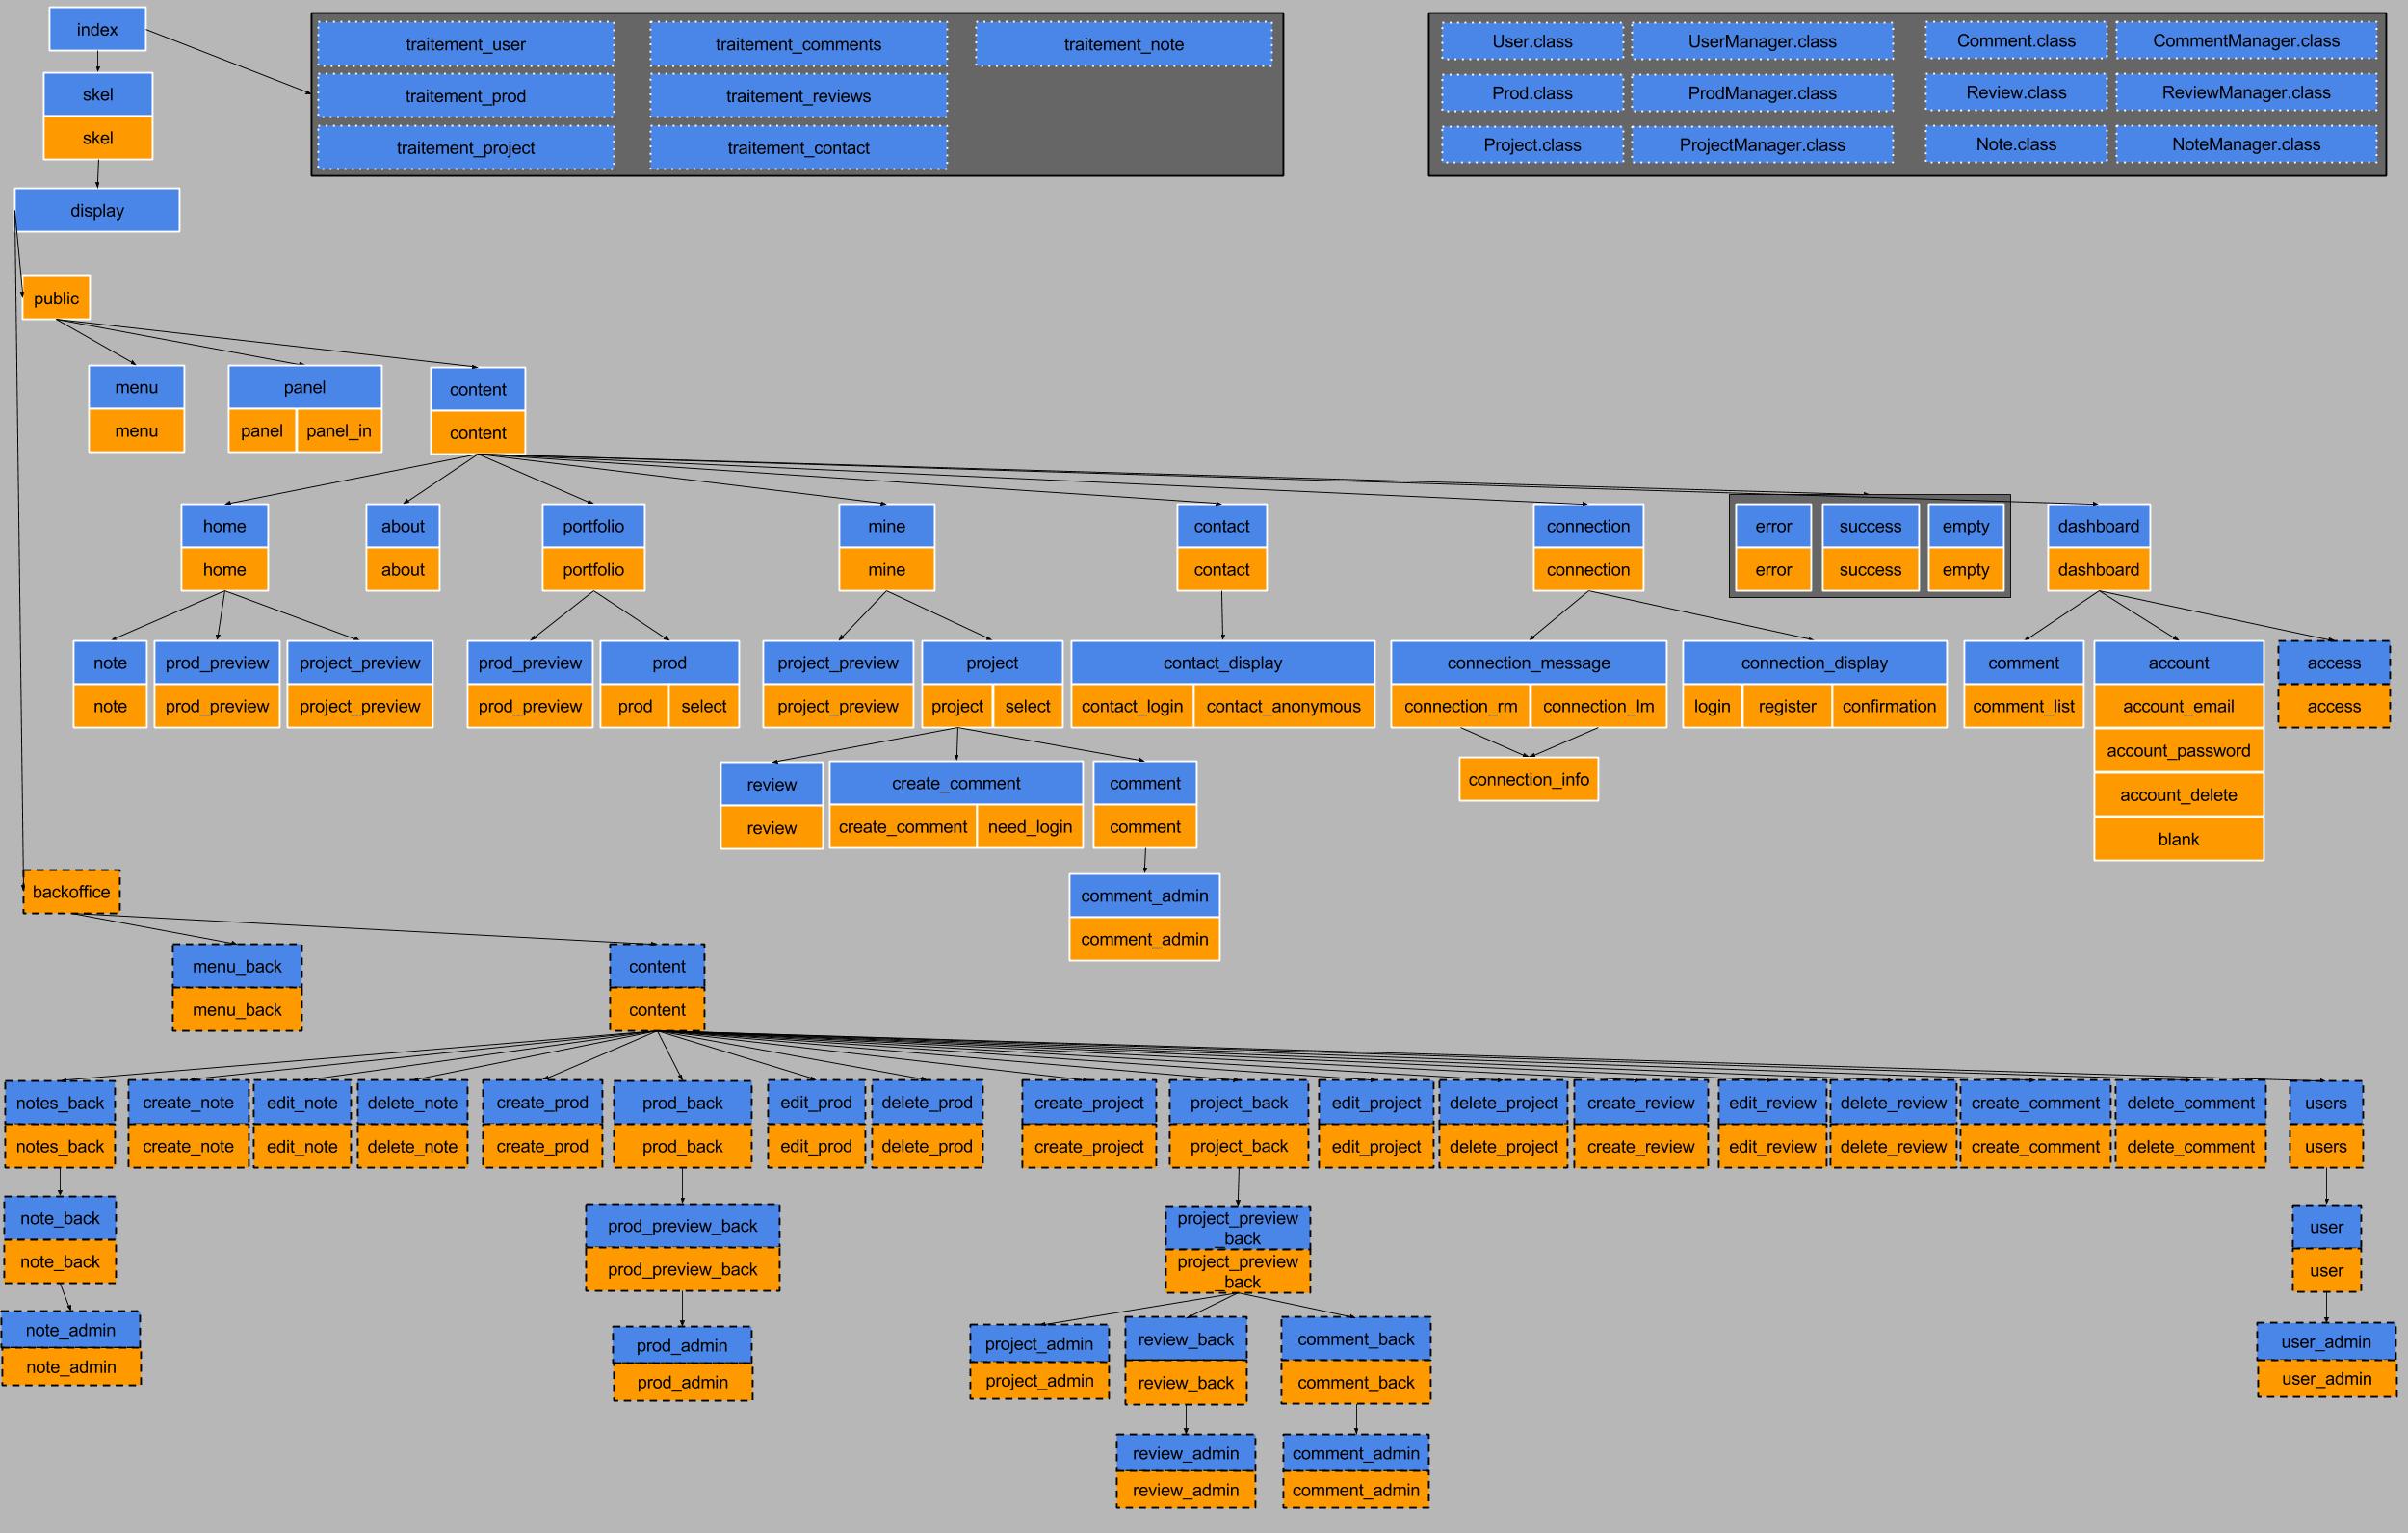 index
traitement_user
traitement_comments
traitement_note
User.class
UserManager.class
Comment.class
CommentManager.class
skel
skel
traitement_prod
traitement_reviews
Prod.class
ProdManager.class
Review.class
ReviewManager.class
traitement_project
traitement_contact
Project.class
ProjectManager.class
Note.class
NoteManager.class
display
public
menu
panel
content
menu
panel
panel_in
content
home
about
portfolio
mine
contact
connection
error
success
empty
dashboard
home
about
portfolio
mine
contact
connection
error
success
empty
dashboard
note
prod_preview
project_preview
prod_preview
prod
project_preview
project
contact_display
connection_message
connection_display
comment
account
access
note
prod_preview
project_preview
prod_preview
prod
select
project_preview
project
select
contact_login
contact_anonymous
connection_rm
connection_lm
login
register
confirmation
comment_list
account_email
access
account_password
account_delete
blank
review
create_comment
comment
connection_info
review
create_comment
need_login
comment
comment_admin
comment_admin
backoffice
menu_back
content
menu_back
content
notes_back
create_note
edit_note
delete_note
create_prod
prod_back
edit_prod
delete_prod
create_project
project_back
edit_project
delete_project
create_review
edit_review
delete_review
create_comment
delete_comment
users
notes_back
create_note
edit_note
delete_note
create_prod
prod_back
edit_prod
delete_prod
create_project
project_back
edit_project
delete_project
create_review
edit_review
delete_review
create_comment
delete_comment
users
note_back
note_back
prod_preview_back
prod_preview_back
project_preview
_back
project_preview
_back
user
user
note_admin
note_admin
prod_admin
prod_admin
project_admin
project_admin
review_back
review_back
comment_back
comment_back
user_admin
user_admin
review_admin
review_admin
comment_admin
comment_admin